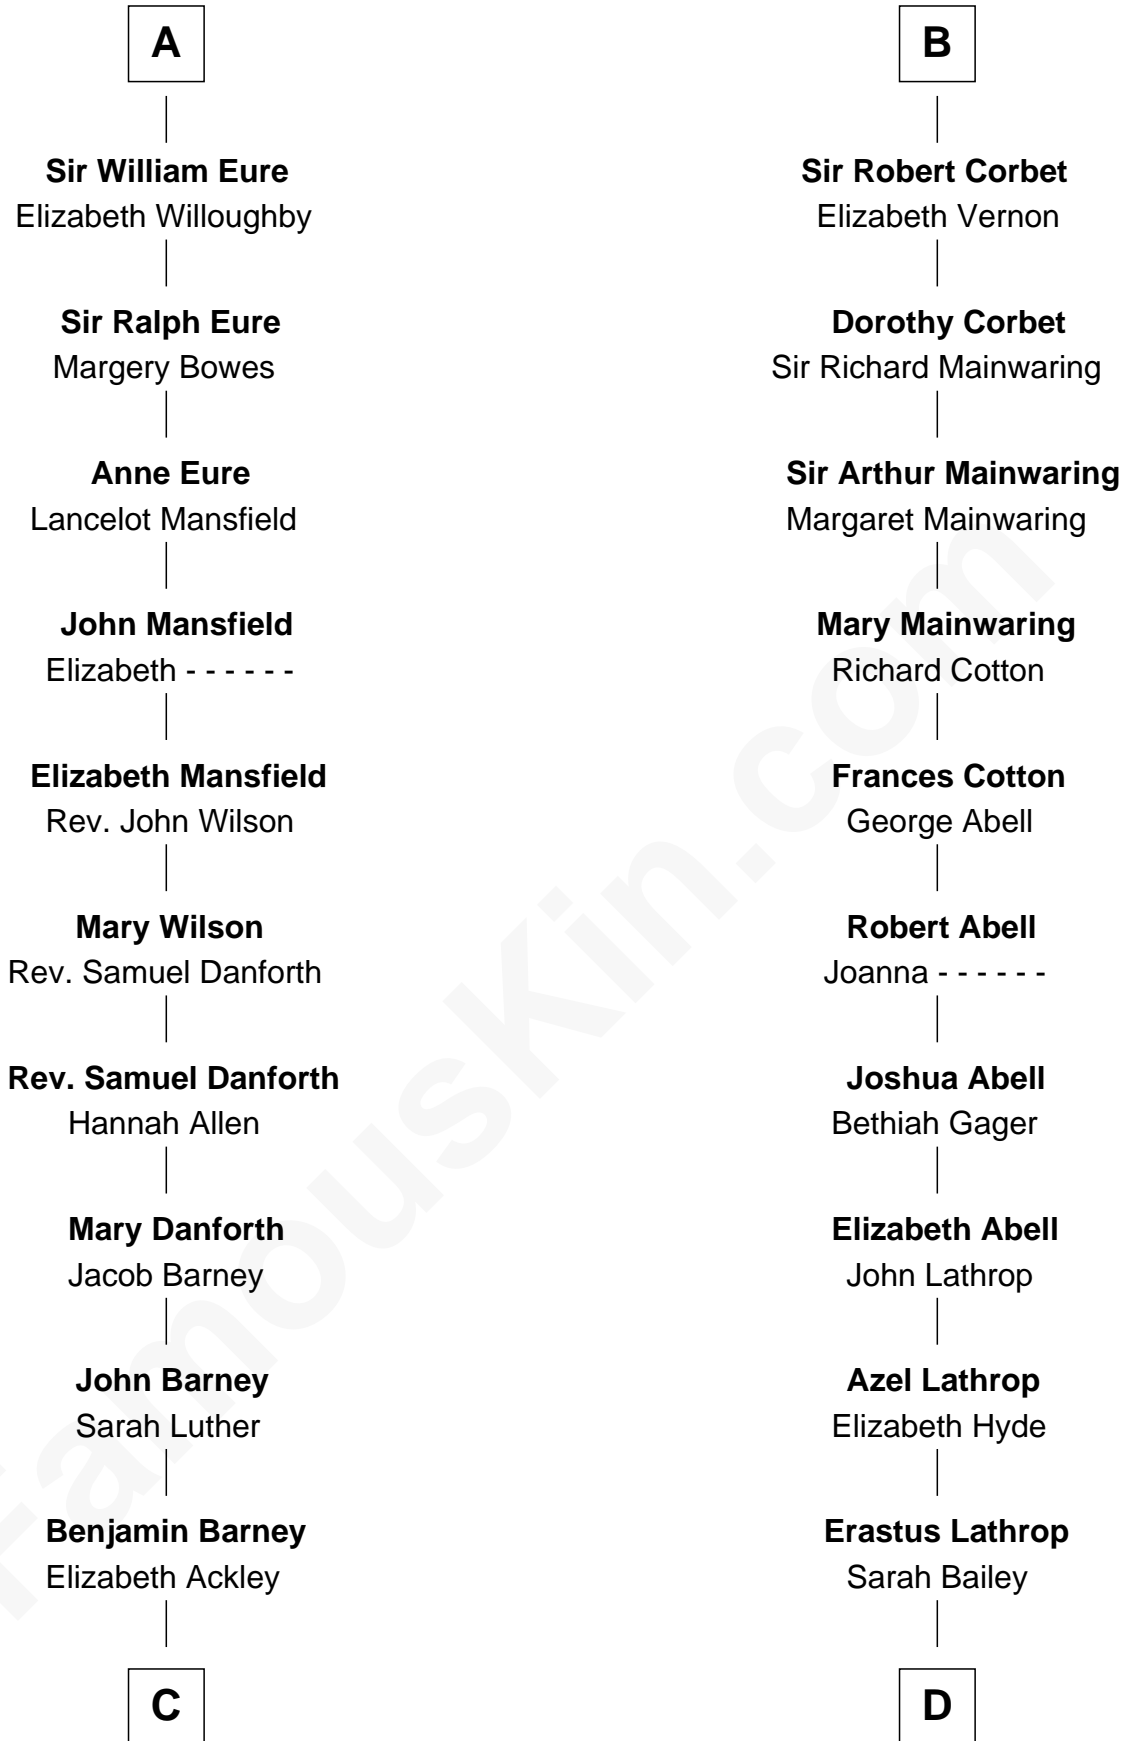 A
Sir William Eure
Elizabeth Willoughby
Sir Ralph Eure
Margery Bowes
Anne Eure
Lancelot Mansfield
John Mansfield
Elizabeth - - - - - -
Elizabeth Mansfield
Rev. John Wilson
Mary Wilson
Rev. Samuel Danforth
Rev. Samuel Danforth
Hannah Allen
Mary Danforth
Jacob Barney
John Barney
Sarah Luther
Benjamin Barney
Elizabeth Ackley
C
B
Sir Robert Corbet
Elizabeth Vernon
Dorothy Corbet
Sir Richard Mainwaring
Sir Arthur Mainwaring
Margaret Mainwaring
Mary Mainwaring
Richard Cotton
Frances Cotton
George Abell
Robert Abell
Joanna - - - - - -
Joshua Abell
Bethiah Gager
Elizabeth Abell
John Lathrop
Azel Lathrop
Elizabeth Hyde
Erastus Lathrop
Sarah Bailey
D
FamousKin.com